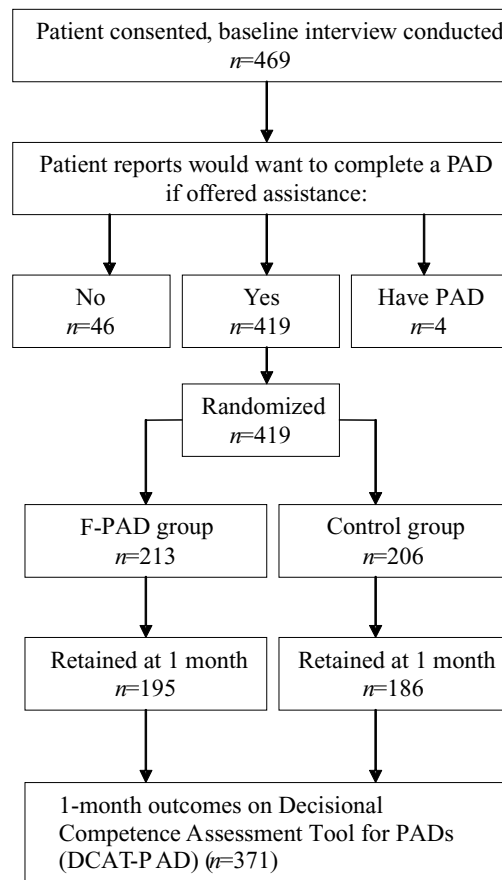 Patient consented, baseline interview conducted
n=469
Patient reports would want to complete a PAD
if offered assistance:
No
n=46
Yes
n=419
Have PAD
n=4
Randomized
n=419
F-PAD group
n=213
Control group
n=206
Retained at 1 month
n=195
Retained at 1 month
n=186
1-month outcomes on Decisional
Competence Assessment Tool for PADs
(DCAT-PAD) (n=371)